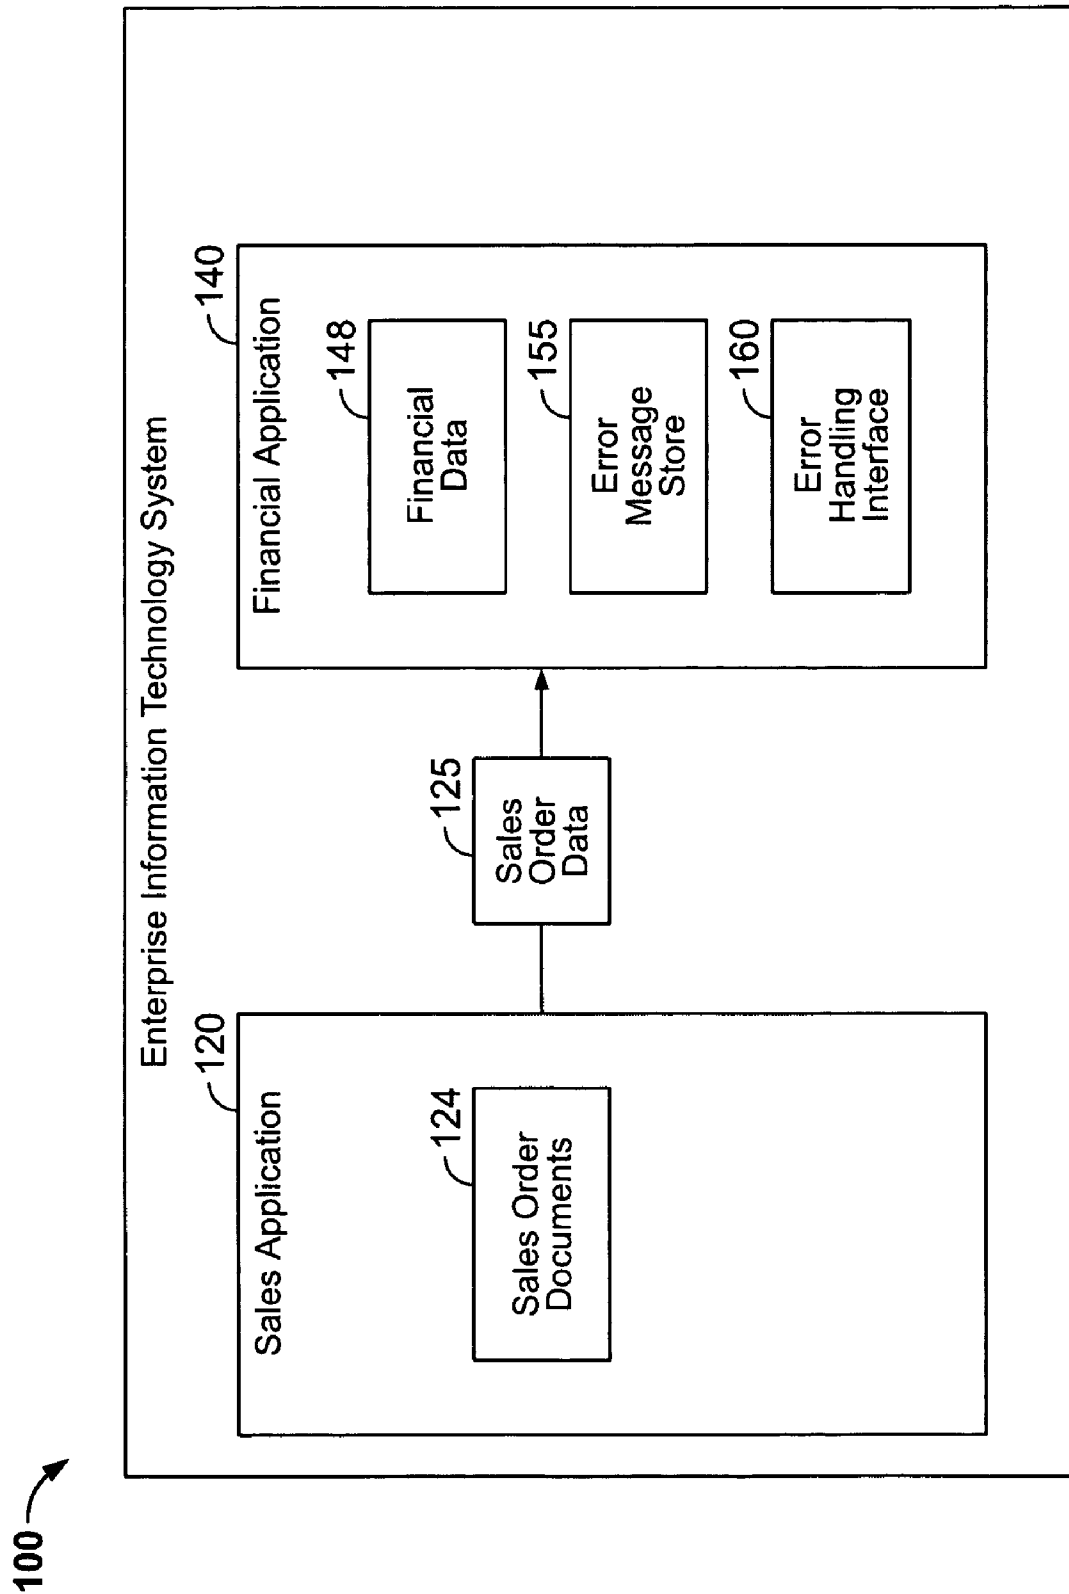 100
Enterprise Information Technology System
120
Sales Application
124
Sales Order
Documents
125
Sales
Order
Data
140
Financial Application
148
Financial
Data
155
Error
Message
Store
160
Error
Handling
Interface